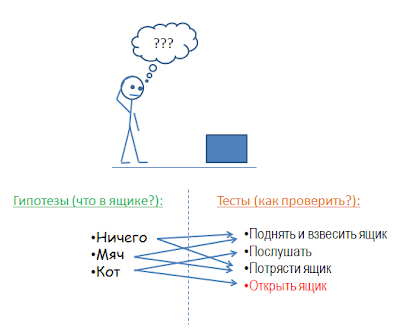 ???
Гипотезы (что в ящике?):
•Ничего
•Мяч
•Кот
Тесты (как проверить?):
•Поднять и взвесить ящик
•Послушать
•Потрясти ящик
•Открыть ящик